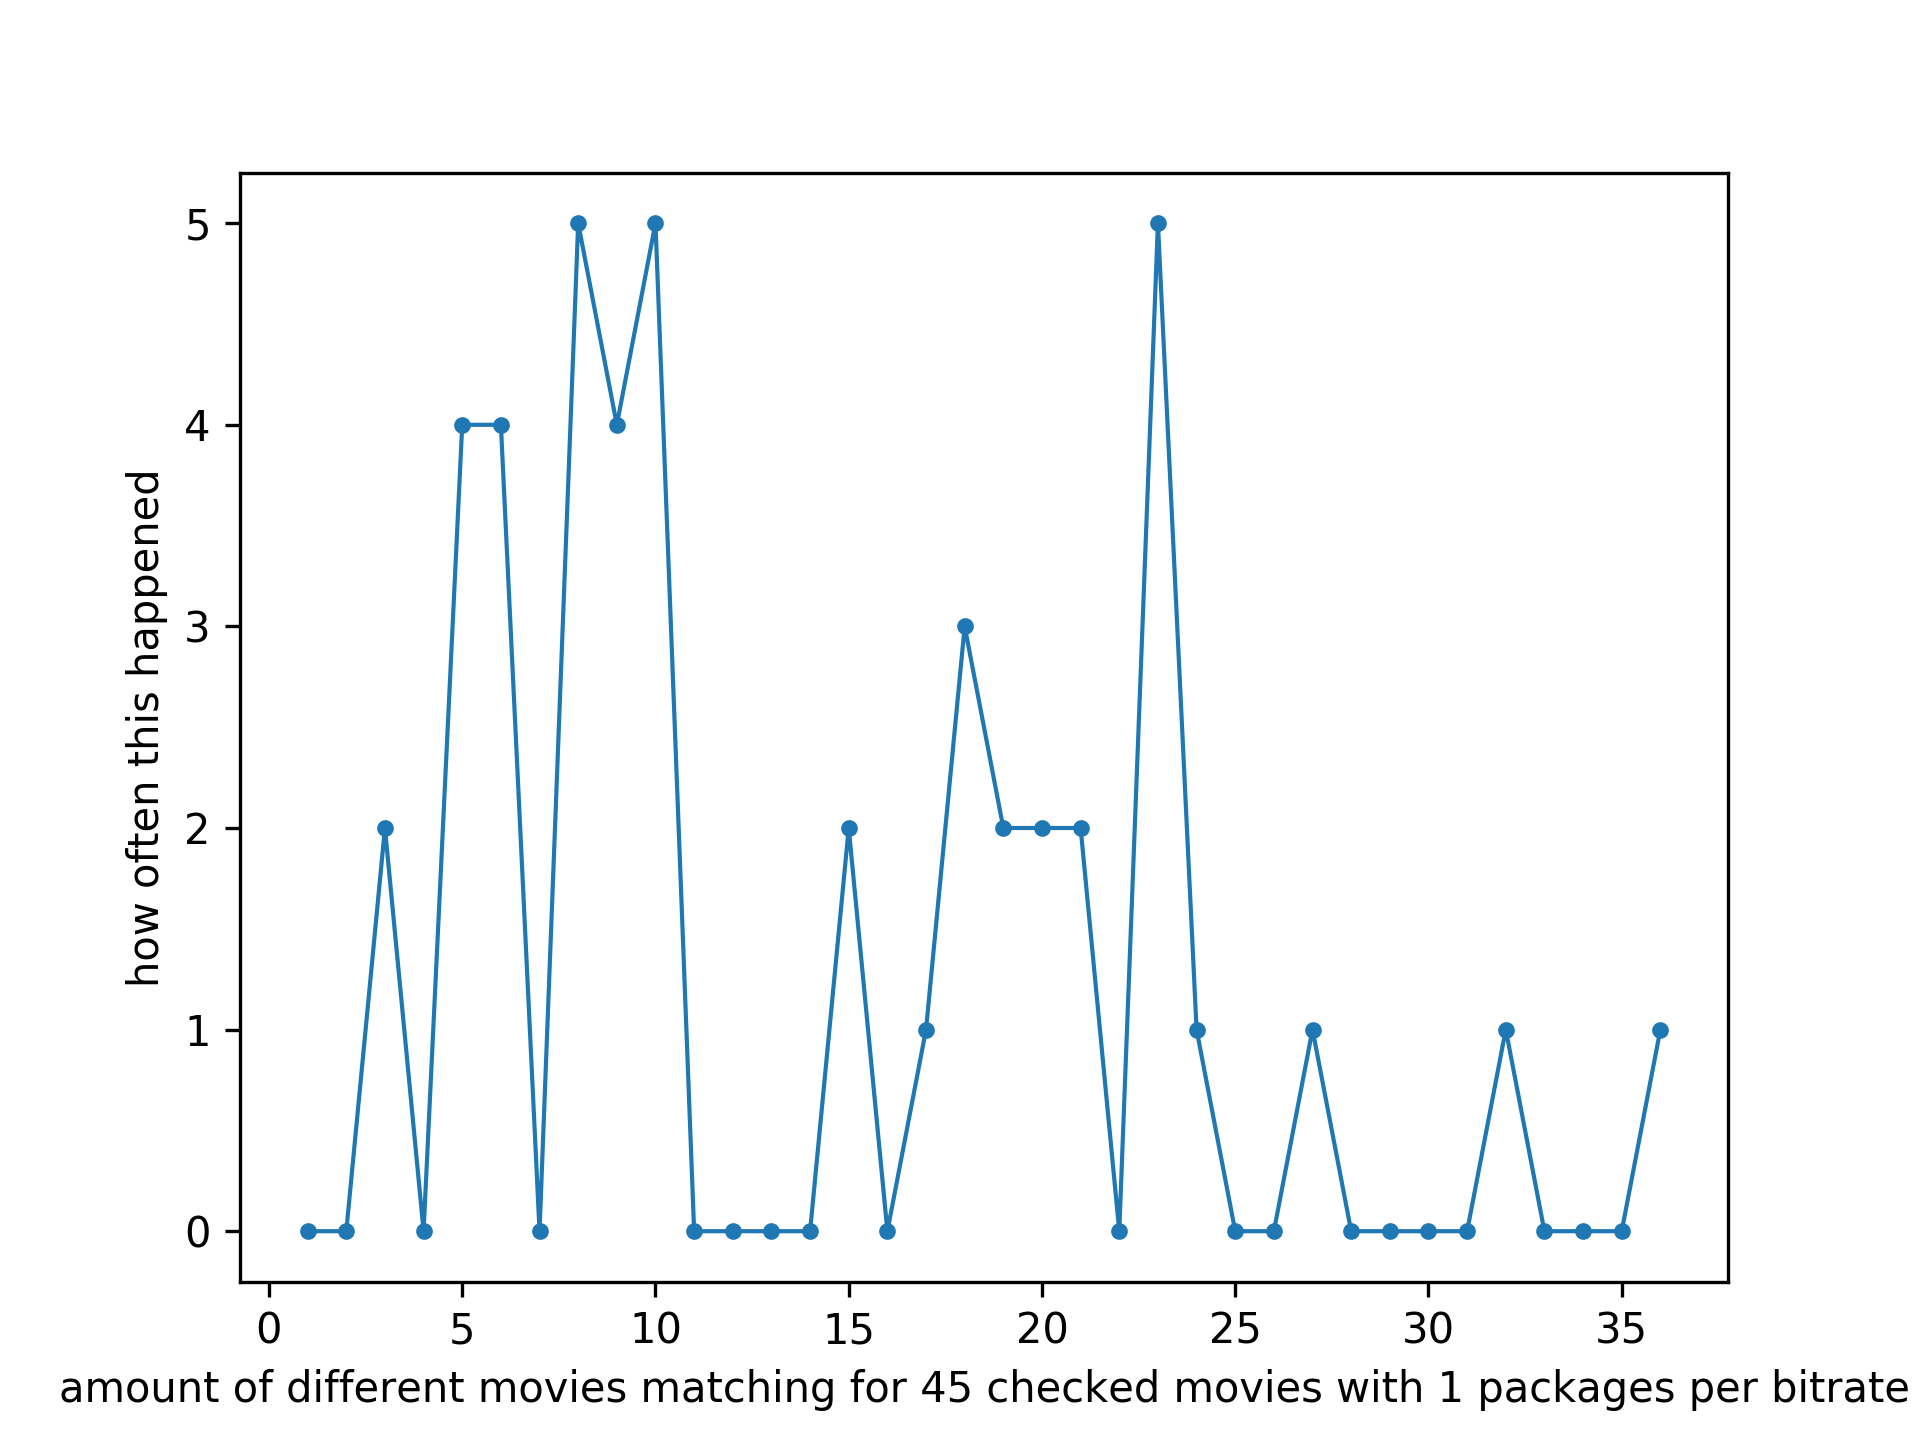 5
4
3
2
1
0
how often this happened
0 5 10 15 20 25 30 35
amount of different movies matching for 45 checked movies with 1 packages per bitrate